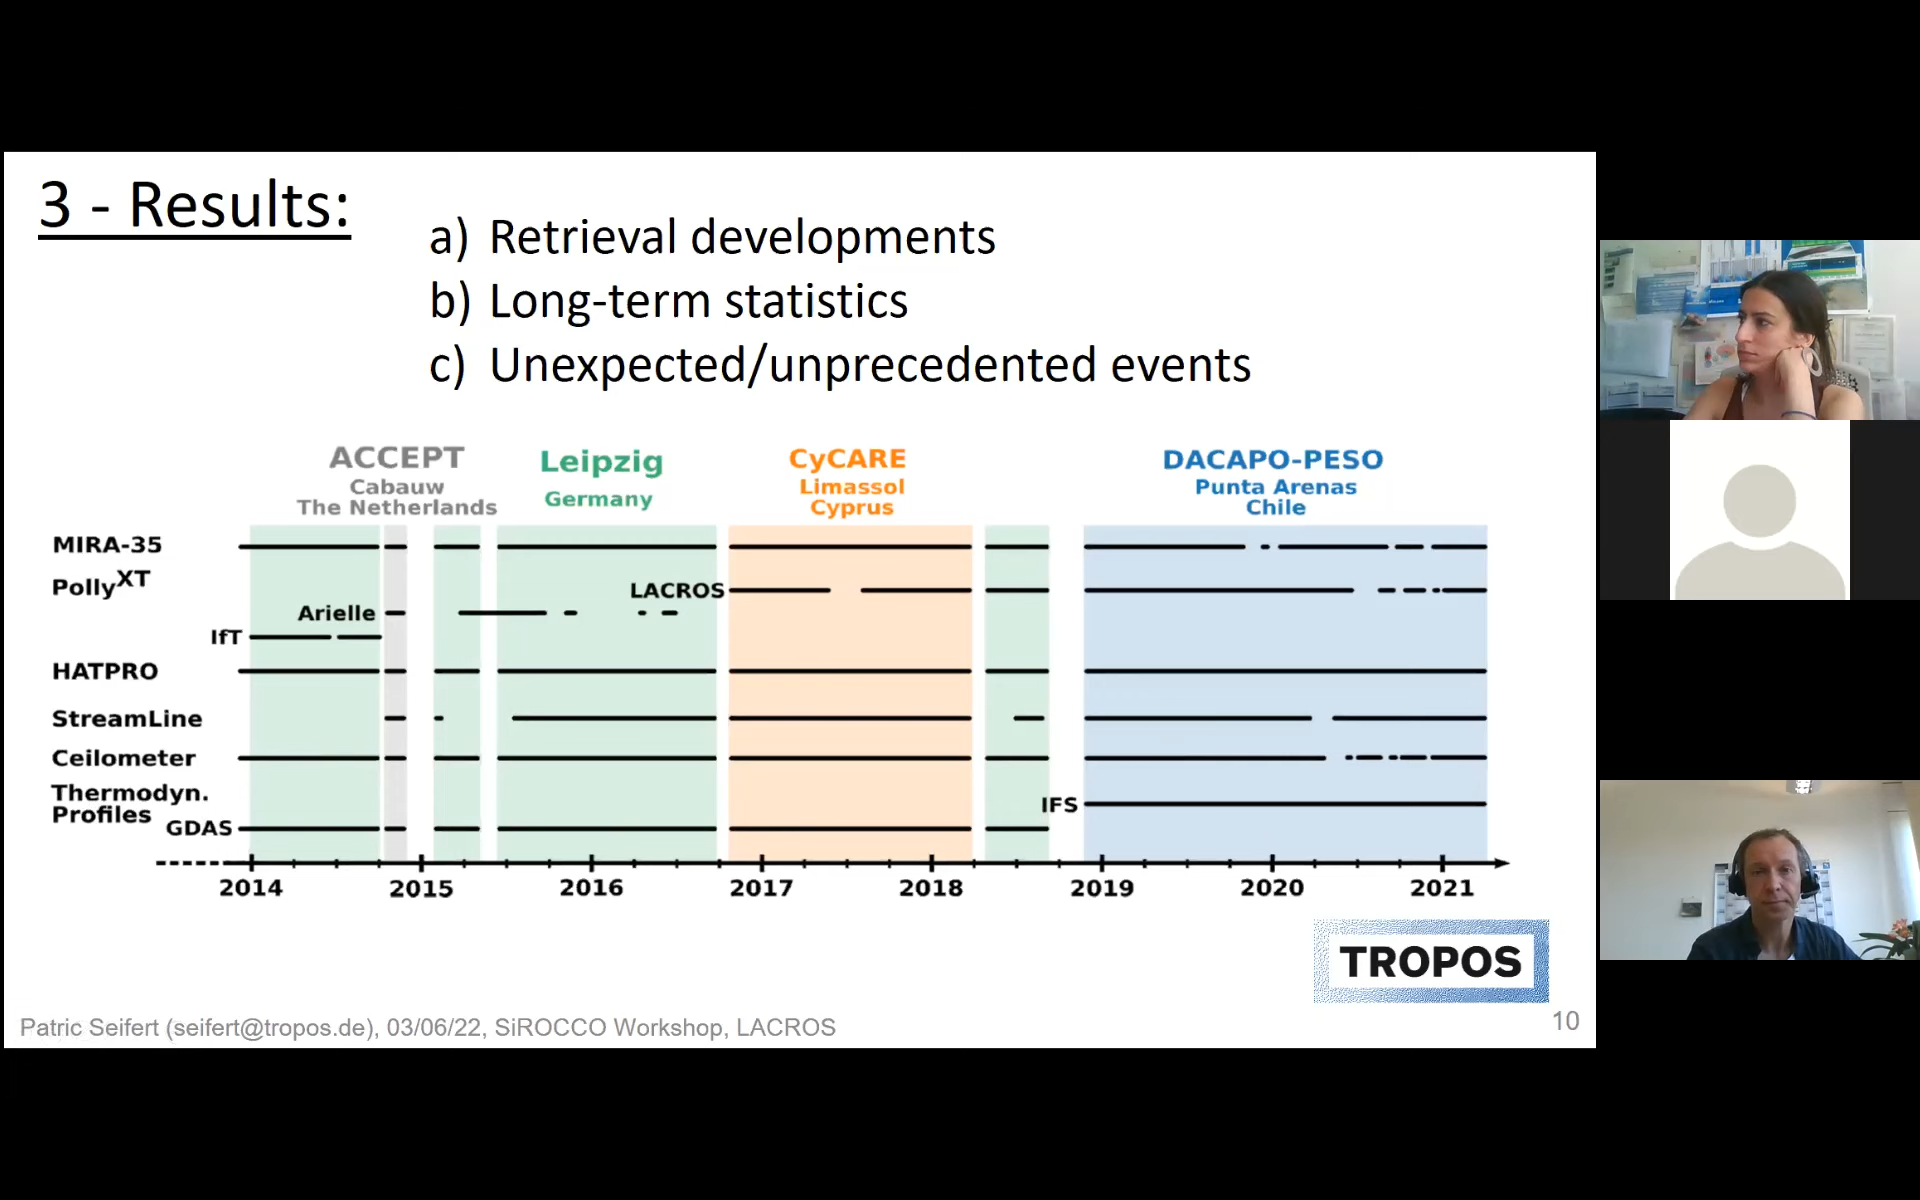 3 - Results:
a) Retrieval developments
b) Long-term statistics
c) Unexpected/unprecedented events
ACCEPT
Cabauw
The Netherlands
Leipzig
Germany
CyCARE
Limassol
Cyprus
DACAPO-PESO
Punta Arenas
Chile
MIRA-35
PollyXT
LACROS
Arielle
IfT
HATPRO
StreamLine
Ceilometer
Thermodyn.
Profiles
IFS
GDAS
2014 2015 2016 2017 2018 2019 2020 2021
TROPOS
Patric Seifert (seifert@tropos.de), 03/06/22, SiROCCO Workshop, LACROS
10